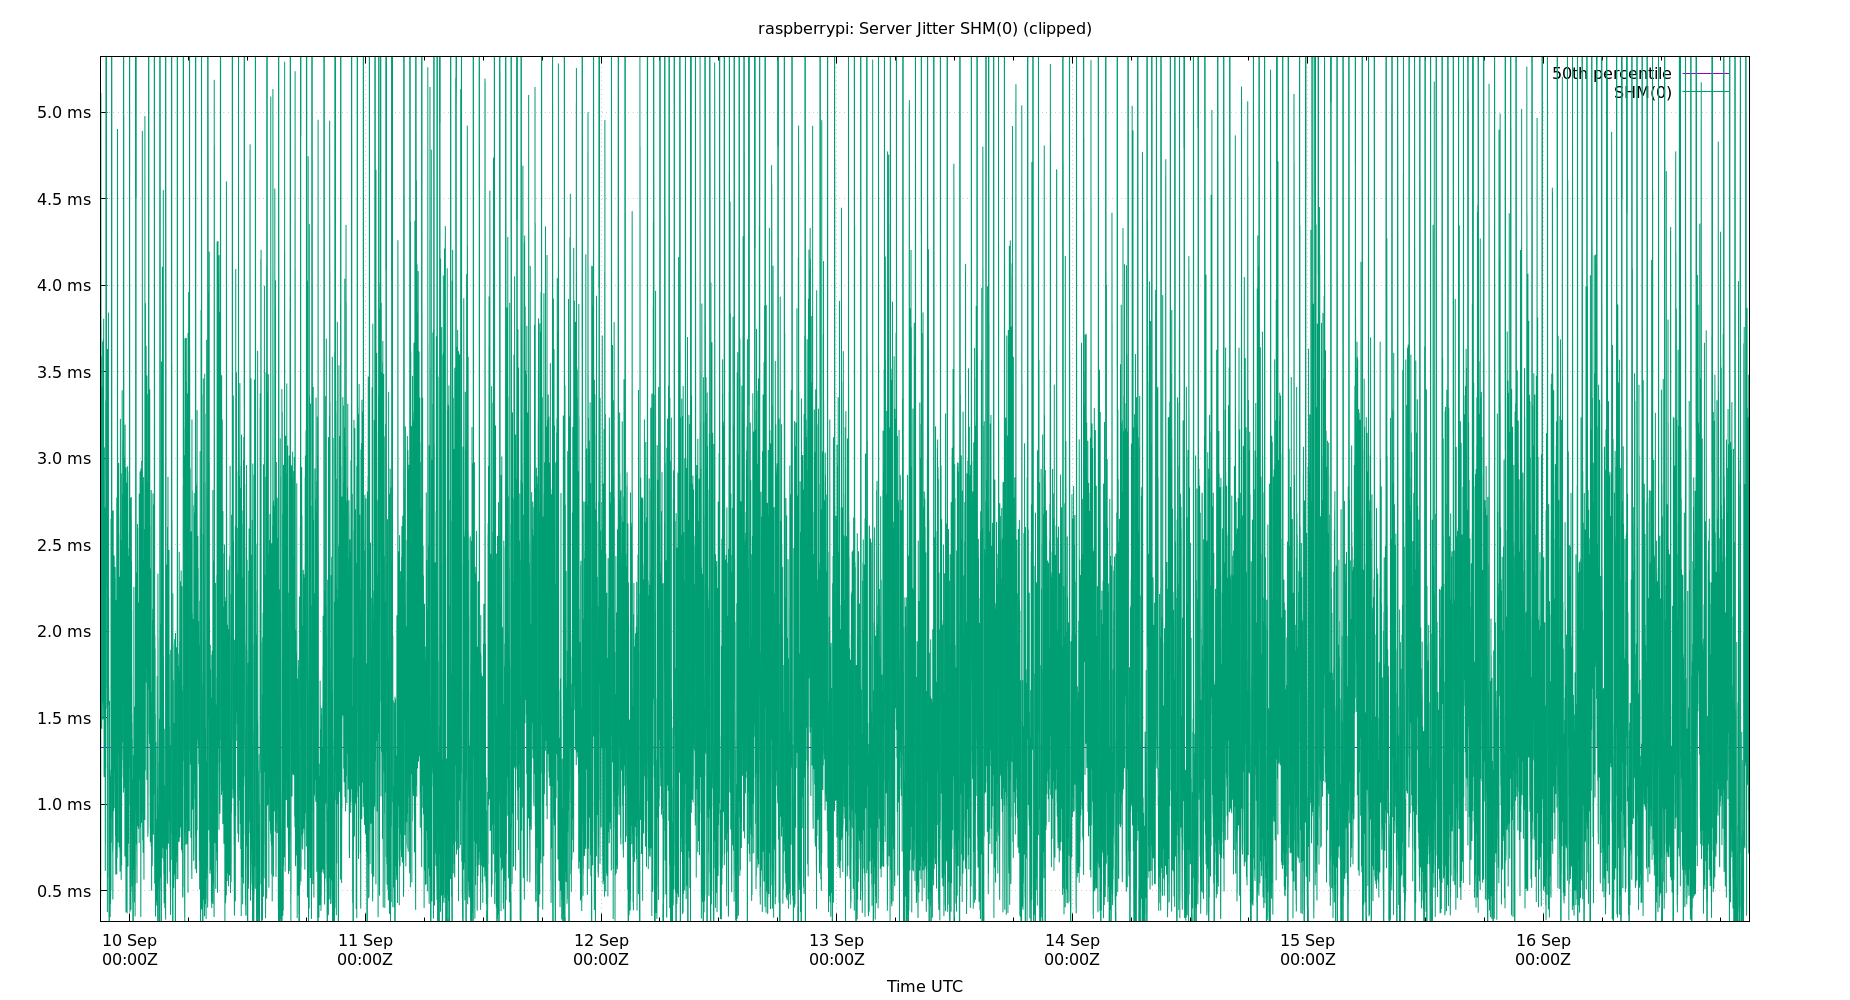 raspberrypi: Server Jitter SHM(0) (clipped)
50th percentile
SHM(0)
5.0 ms
4.5 ms
4.0 ms
3.5 ms
3.0 ms
2.5 ms
2.0 ms
1.5 ms
1.0 ms
0.5 ms
10 Sep 11 Sep 12 Sep 13 Sep 14 Sep 15 Sep 16 Sep
00:00Z 00:00Z 00:00Z 00:00Z 00:00Z 00:00Z 00:00Z
Time UTC